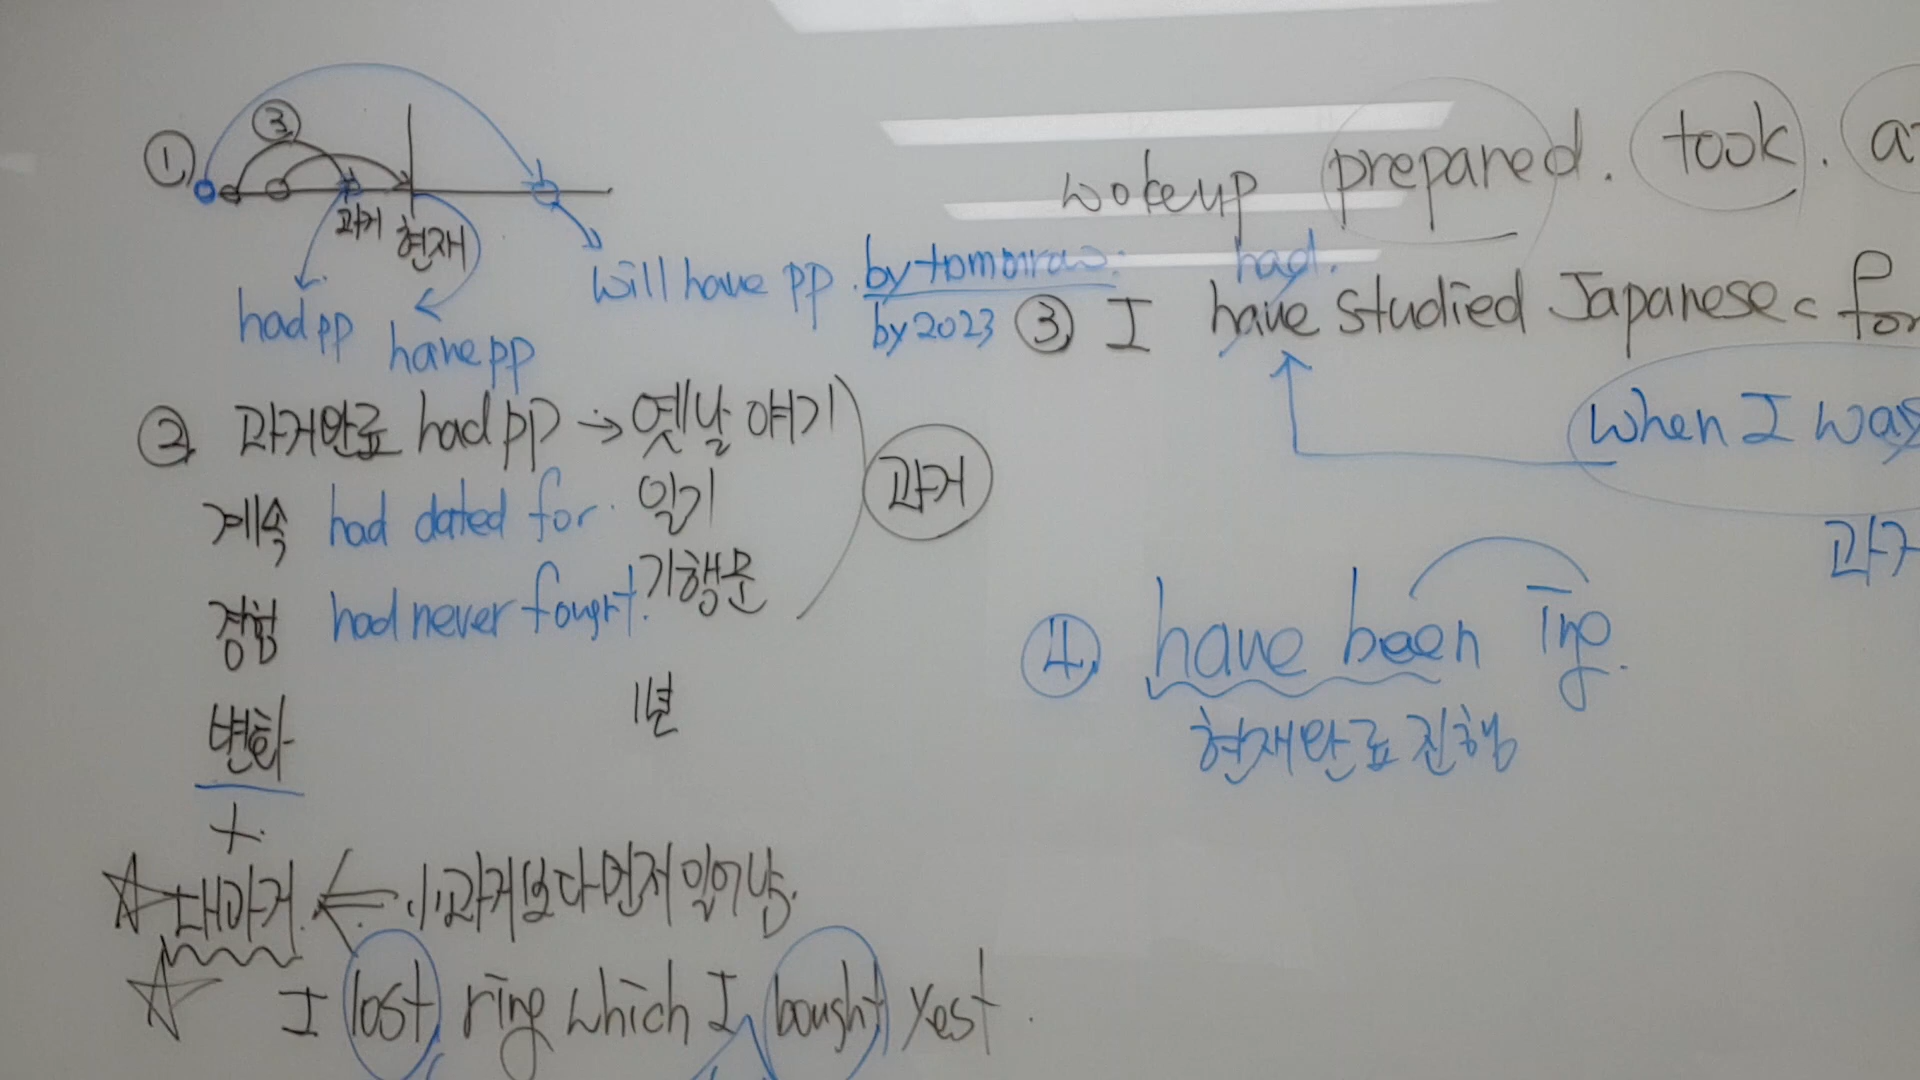 ①
③
과거 현재
had pp
have pp
will have pp. by tomorrow.
by 2023
② 과거완료 had pp → 옛날 얘기
계속 had dated for. 일기
경험 had never fought. 기행문
과거
변화
1년
+
☆ 대과거 ← 과거보다 먼저 일어남.
☆ I lost ring which I bought yest.
wokeup prepared. took.
had.
③ I have studied Japanese for
When I was
④ have been ing.
현재완료 진행